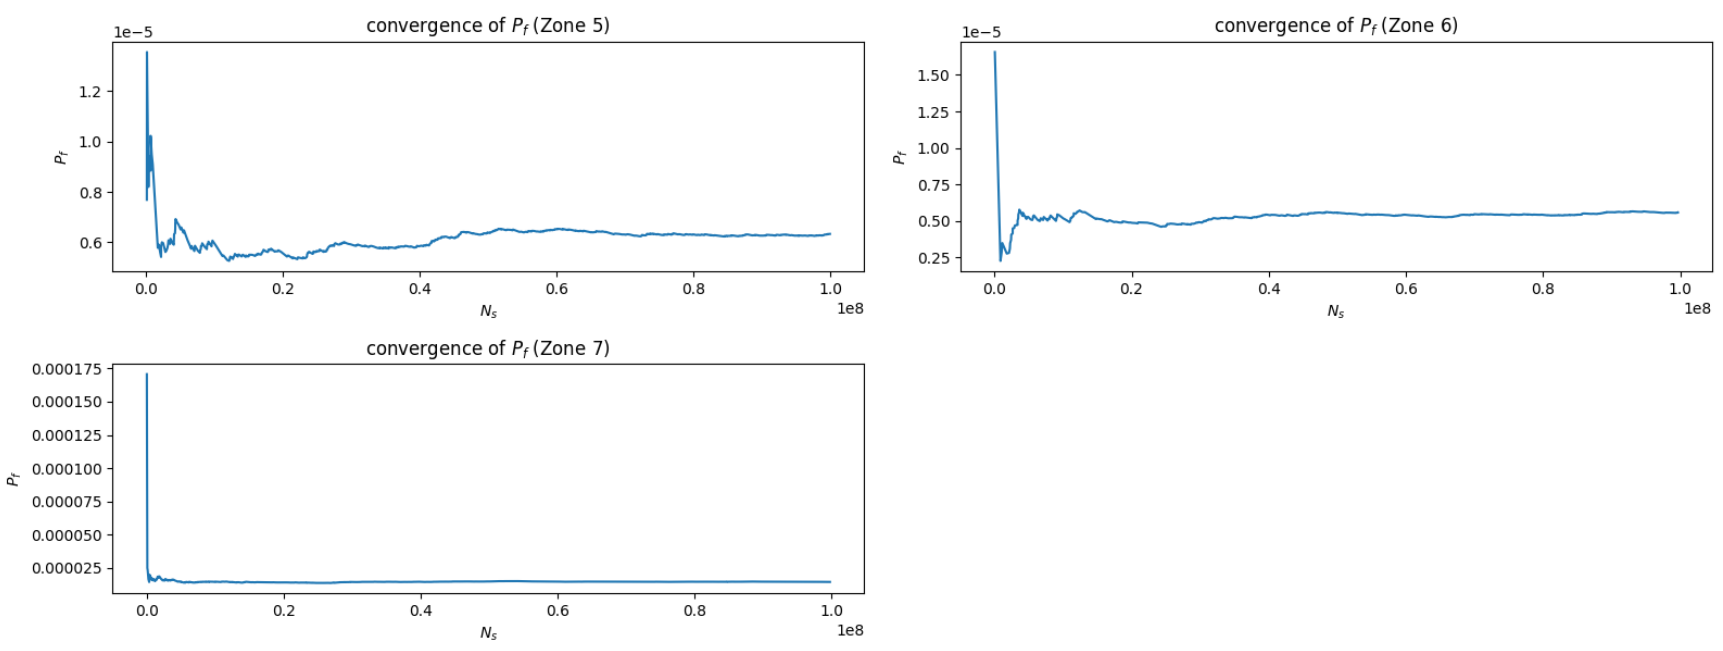 convergence of P_f (Zone 5)
1e−5
1.2
1.0
0.8
0.6
P_f
0.0 0.2 0.4 0.6 0.8 1.0
1e8
N_s
convergence of P_f (Zone 6)
1e−5
1.50
1.25
1.00
0.75
0.50
0.25
P_f
0.0 0.2 0.4 0.6 0.8 1.0
1e8
N_s
convergence of P_f (Zone 7)
0.000175
0.000150
0.000125
0.000100
0.000075
0.000050
0.000025
P_f
0.0 0.2 0.4 0.6 0.8 1.0
1e8
N_s